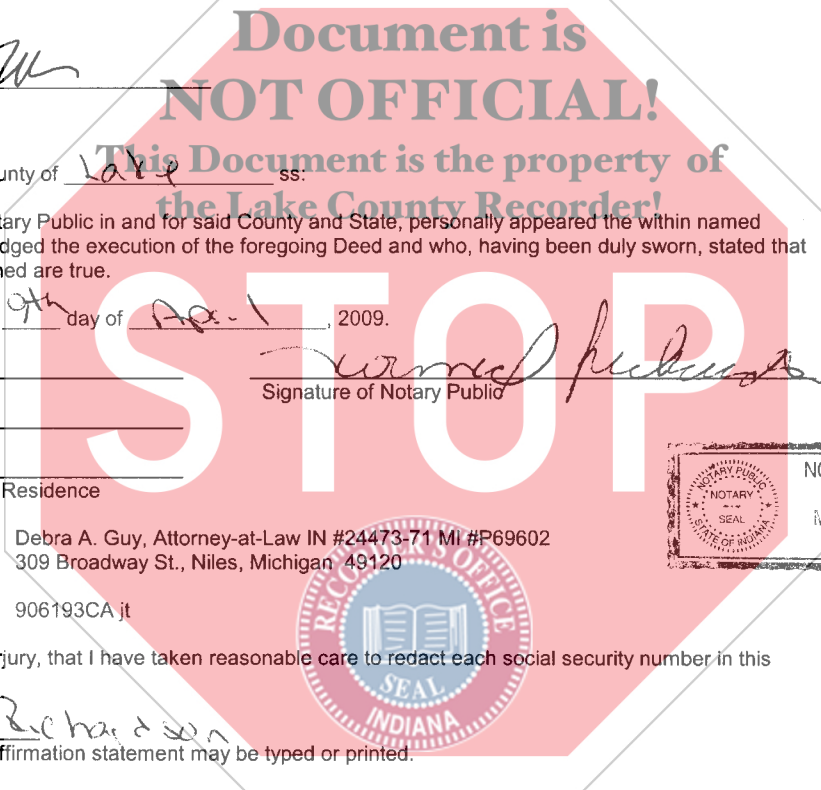 Document is
NOT OFFICIAL!
This Document is the property of
the Lake County Recorder!
unty of Lake ss:
tary Public in and for said County and State, personally appeared the within named
dged the execution of the foregoing Deed and who, having been duly sworn, stated that
ned are true.
9th day of April, 2009.
STOP
Signature of Notary Public
NOTARY PUBLIC
NOTARY
SEAL
STATE OF INDIANA
NO
M
Residence
Debra A. Guy, Attorney-at-Law IN #24473-71 MI #P69602
309 Broadway St., Niles, Michigan 49120
906193CA jt
RECORDER'S OFFICE
SEAL
INDIANA
rjury, that I have taken reasonable care to redact each social security number in this
Richardson
ffirmation statement may be typed or printed.